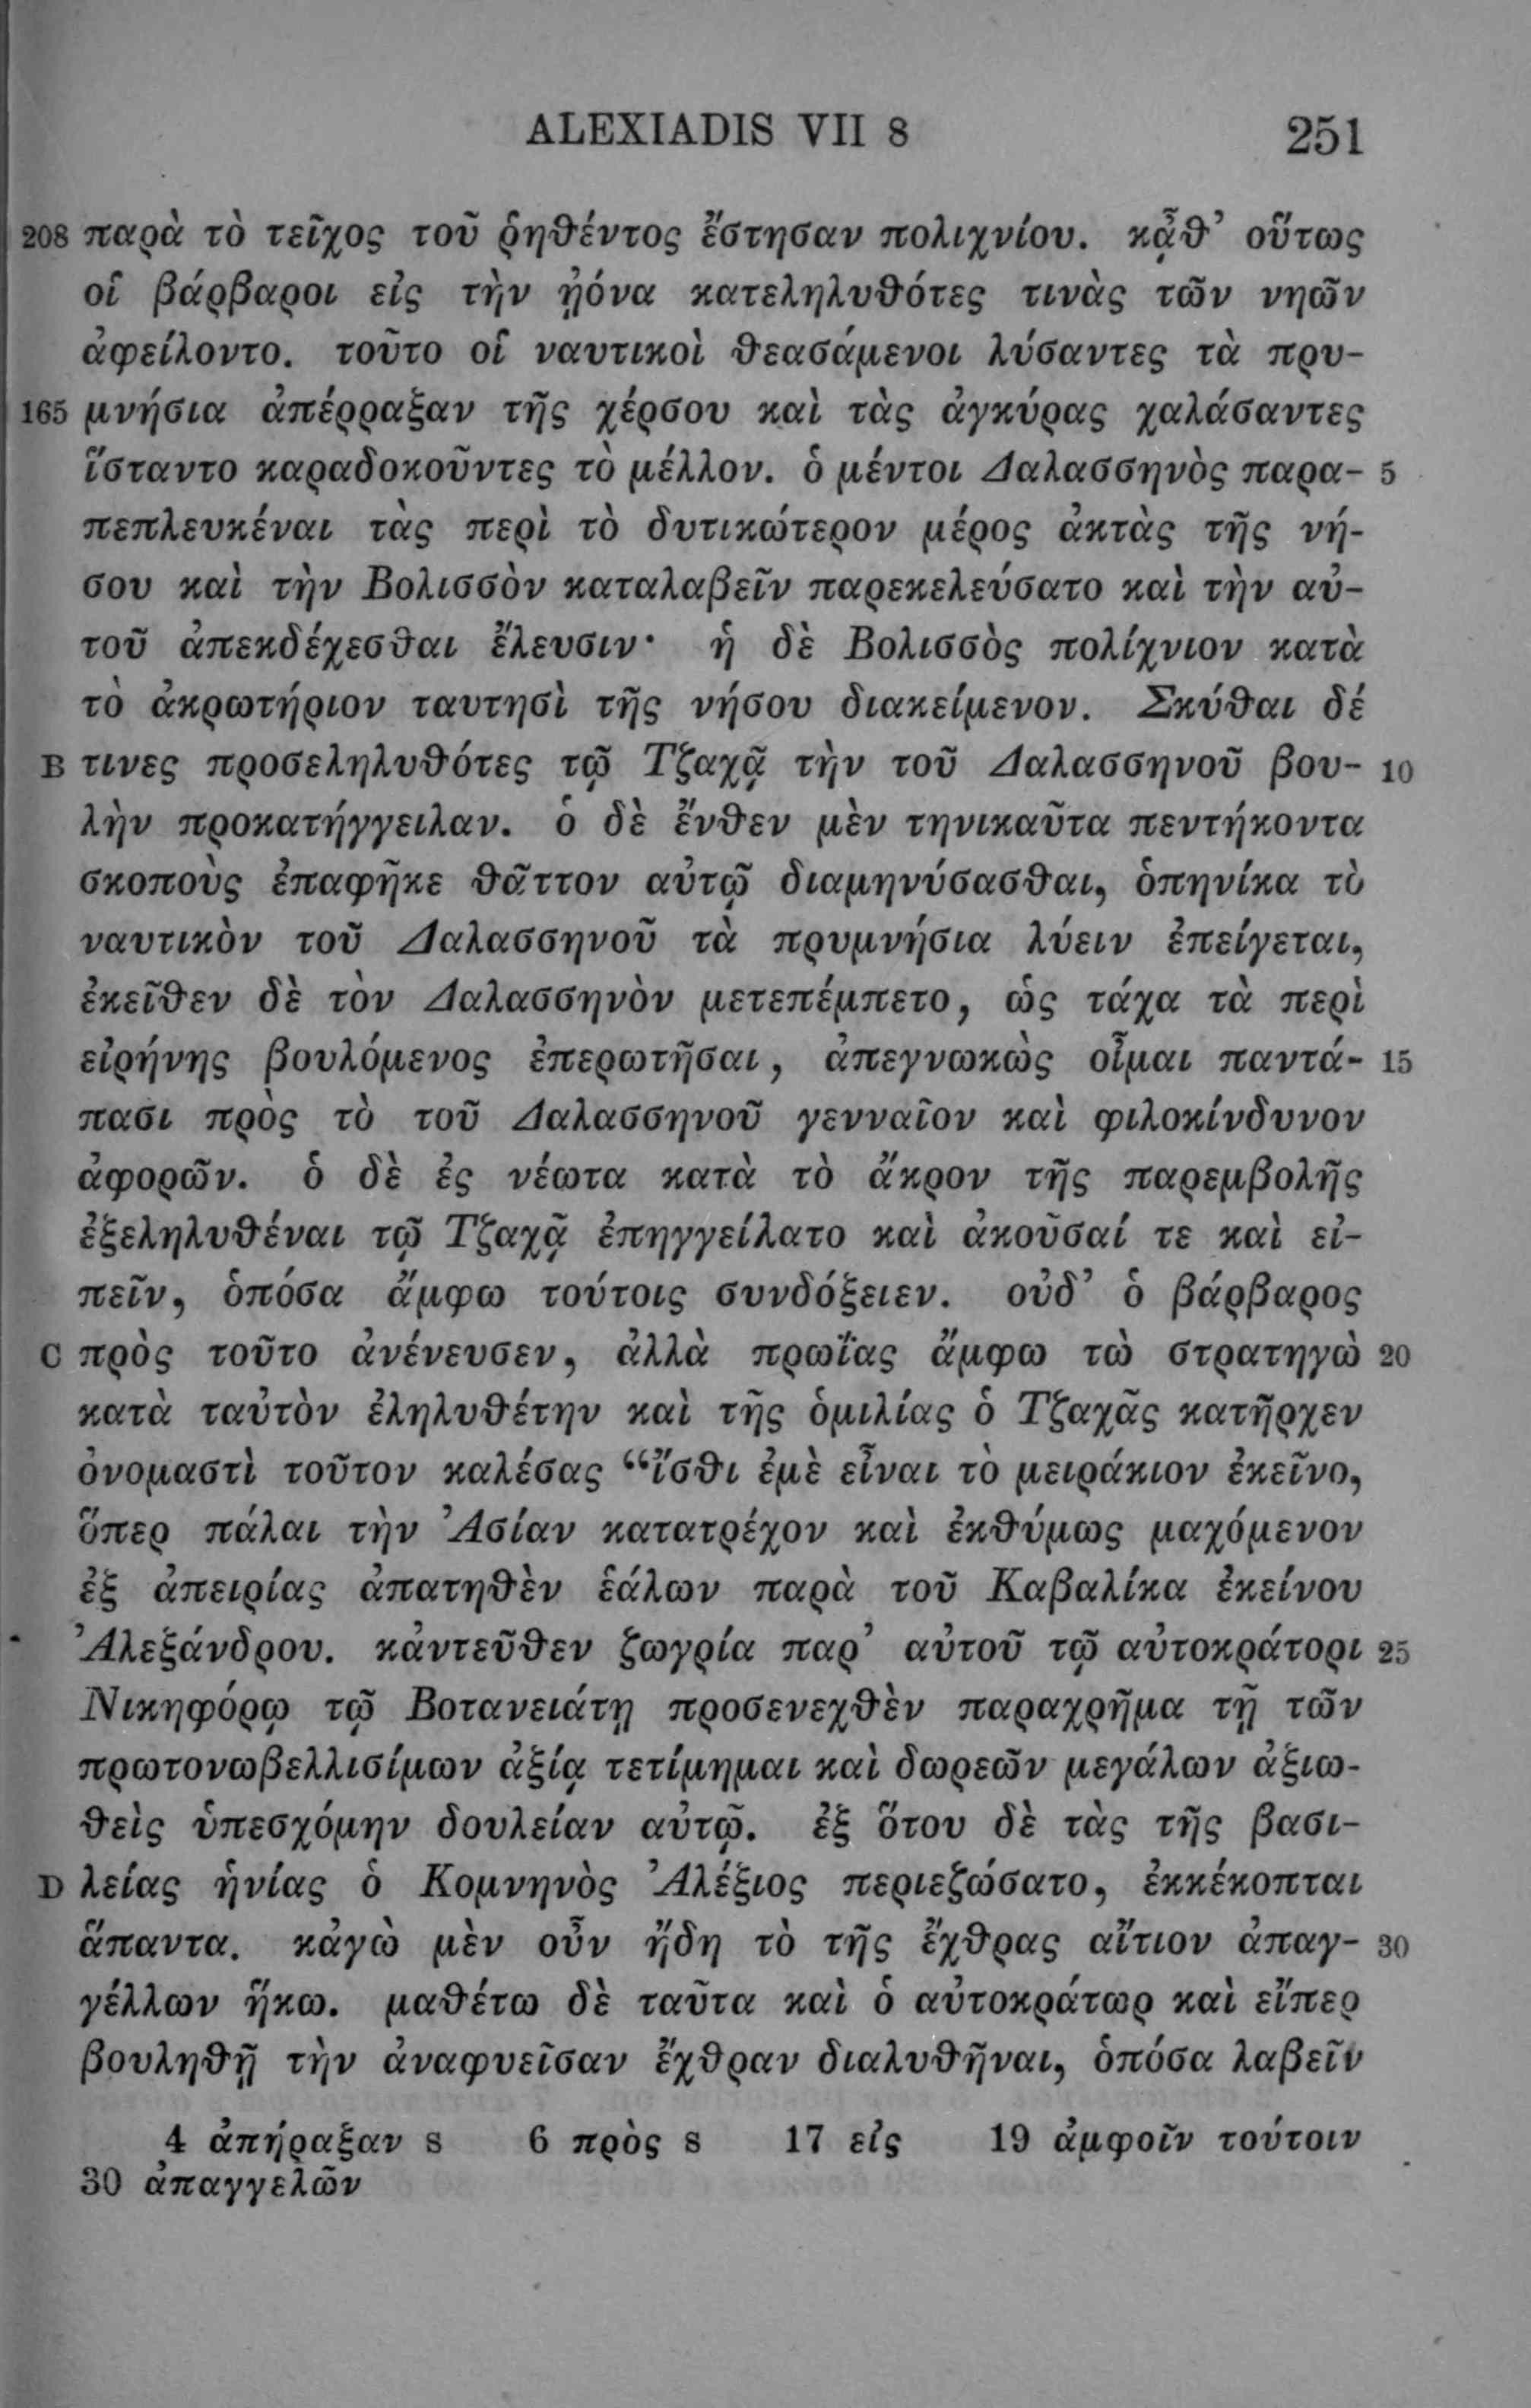 ALEXIADIS VII 8 251
208 παρὰ τὸ τεῖχος τοῦ ῥηθέντος ἔστησαν πολιχνίου. κᾆθ’ οὕτως
οἱ βάρβαροι εἰς τὴν ᾐόνα κατεληλυθότες τινὰς τῶν νηῶν
ἀφείλοντο. τοῦτο οἱ ναυτικοὶ θεασάμενοι λύσαντες τὰ πρυ-
165 μνήσια ἀπέρραξαν τῆς χέρσου καὶ τὰς ἀγκύρας χαλάσαντες
ἵσταντο καραδοκοῦντες τὸ μέλλον. ὁ μέντοι Δαλασσηνὸς παρα- 5
πεπλευκέναι τὰς περὶ τὸ δυτικώτερον μέρος ἀκτὰς τῆς νή-
σου καὶ τὴν Βολισσὸν καταλαβεῖν παρεκελεύσατο καὶ τὴν αὐ-
τοῦ ἀπεκδέχεσθαι ἔλευσιν· ἡ δὲ Βολισσὸς πολίχνιον κατὰ
τὸ ἀκρωτήριον ταυτησὶ τῆς νήσου διακείμενον. Σκύθαι δέ
B τινες προσεληλυθότες τῷ Τζαχᾷ τὴν τοῦ Δαλασσηνοῦ βου- 10
λὴν προκατήγγειλαν. ὁ δὲ ἔνθεν μὲν τηνικαῦτα πεντήκοντα
σκοποὺς ἐπαφῆκε θᾶττον αὐτῷ διαμηνύσασθαι, ὁπηνίκα τὸ
ναυτικὸν τοῦ Δαλασσηνοῦ τὰ πρυμνήσια λύειν ἐπείγεται,
ἐκεῖθεν δὲ τὸν Δαλασσηνὸν μετεπέμπετο, ὡς τάχα τὰ περὶ
εἰρήνης βουλόμενος ἐπερωτῆσαι, ἀπεγνωκὼς οἶμαι παντά- 15
πασι πρὸς τὸ τοῦ Δαλασσηνοῦ γενναῖον καὶ φιλοκίνδυνον
ἀφορῶν. ὁ δὲ ἐς νέωτα κατὰ τὸ ἄκρον τῆς παρεμβολῆς
ἐξεληλυθέναι τῷ Τζαχᾷ ἐπηγγείλατο καὶ ἀκοῦσαί τε καὶ εἰ-
πεῖν, ὁπόσα ἄμφω τούτοις συνδόξειεν. οὐδ’ ὁ βάρβαρος
C πρὸς τοῦτο ἀνένευσεν, ἀλλὰ πρωΐας ἄμφω τὼ στρατηγὼ 20
κατὰ ταὐτὸν ἐληλυθέτην καὶ τῆς ὁμιλίας ὁ Τζαχᾶς κατῆρχεν
ὀνομαστὶ τοῦτον καλέσας “ἴσθι ἐμὲ εἶναι τὸ μειράκιον ἐκεῖνο,
ὅπερ πάλαι τὴν Ἀσίαν κατατρέχον καὶ ἐκθύμως μαχόμενον
ἐξ ἀπειρίας ἀπατηθὲν ἑάλων παρὰ τοῦ Καβαλίκα ἐκείνου
Ἀλεξάνδρου. κἀντεῦθεν ζωγρία παρ’ αὐτοῦ τῷ αὐτοκράτορι 25
Νικηφόρῳ τῷ Βοτανειάτῃ προσενεχθὲν παραχρῆμα τῇ τῶν
πρωτονωβελλισίμων ἀξίᾳ τετίμημαι καὶ δωρεῶν μεγάλων ἀξιω-
θεὶς ὑπεσχόμην δουλείαν αὐτῷ. ἐξ ὅτου δὲ τὰς τῆς βασι-
D λείας ἡνίας ὁ Κομνηνὸς Ἀλέξιος περιεζώσατο, ἐκκέκοπται
ἅπαντα. κἀγὼ μὲν οὖν ἤδη τὸ τῆς ἔχθρας αἴτιον ἀπαγ- 30
γέλλων ἥκω. μαθέτω δὲ ταῦτα καὶ ὁ αὐτοκράτωρ καὶ εἴπερ
βουληθῇ τὴν ἀναφυεῖσαν ἔχθραν διαλυθῆναι, ὁπόσα λαβεῖν
4 ἀπήραξαν s 6 πρὸς s 17 εἰς 19 ἀμφοῖν τούτοιν
30 ἀπαγγελῶν